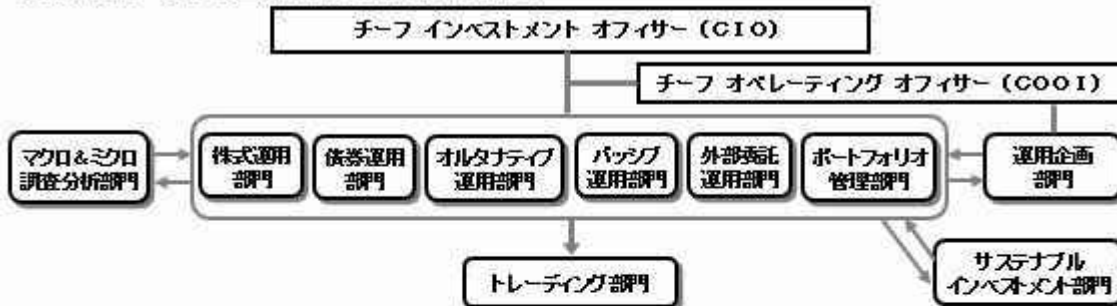 チーフ インベストメント オフィサー (CIO)
チーフ オペレーティング オフィサー (COOI)
マクロ&ミクロ
調査分析部門
株式運用
部門
債券運用
部門
オルタナティブ
運用部門
パッシブ
運用部門
外部委託
運用部門
ポートフォリオ
管理部門
運用企画
部門
トレーディング部門
サステナブル
インベストメント部門